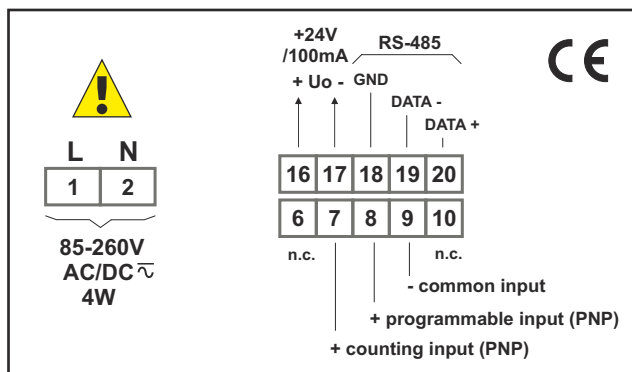 +24V
/100mA
RS-485
CE
+ Uo -
GND
DATA -
DATA +
L N
1 2
16 17 18 19 20
6 7 8 9 10
n.c.
n.c.
85-260V
AC/DC
4W
- common input
+ programmable input (PNP)
+ counting input (PNP)